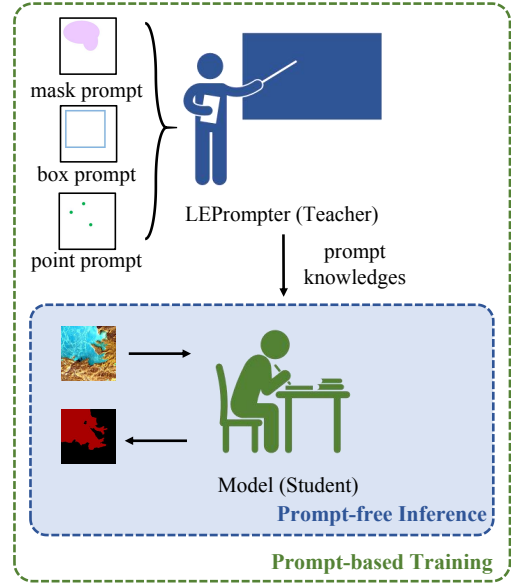 mask prompt
box prompt
point prompt
LEPrompter (Teacher)
prompt
knowledges
Model (Student)
Prompt-free Inference
Prompt-based Training